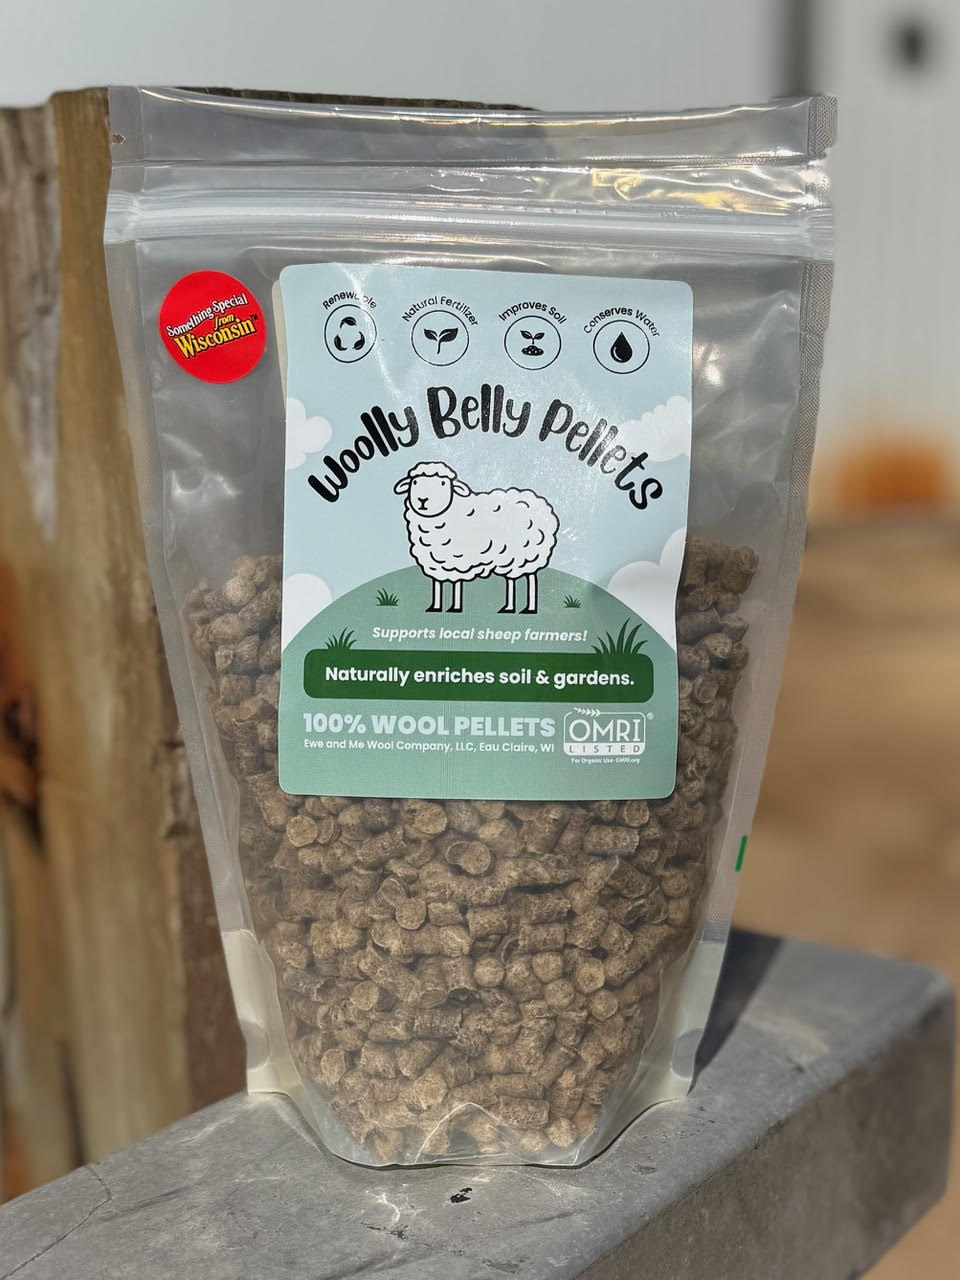 Something Special
from
Wisconsin™
Renewable
Natural Fertilizer
Improves Soil
Conserves Water
Woolly Belly Pellets
Supports local sheep farmers!
Naturally enriches soil & gardens.
100% WOOL PELLETS
Ewe and Me Wool Company, LLC, Eau Claire, WI
OMRI®
LISTED
For Organic Use - OMRI.org